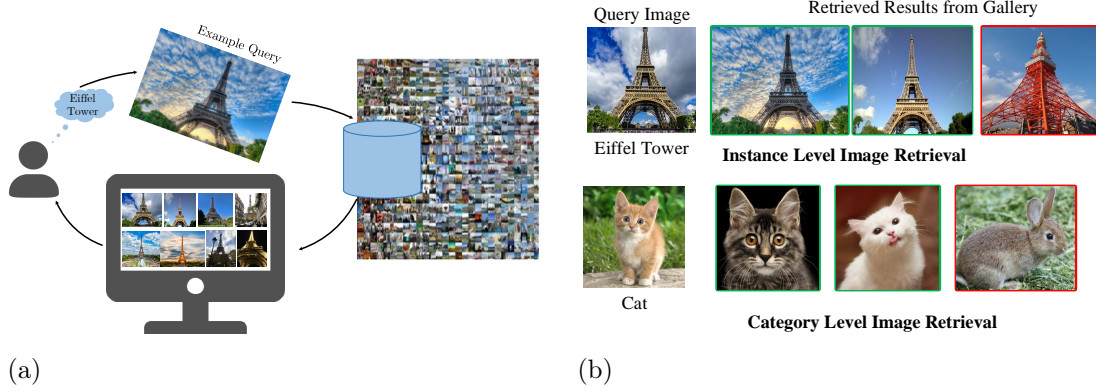 Example Query
Eiffel
Tower
(a)
Query Image
Retrieved Results from Gallery
Eiffel Tower
Instance Level Image Retrieval
Cat
Category Level Image Retrieval
(b)